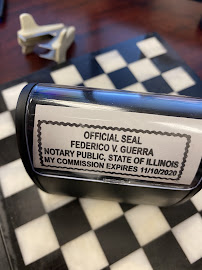 OFFICIAL SEAL
FEDERICO V. GUERRA
NOTARY PUBLIC, STATE OF ILLINOIS
MY COMMISSION EXPIRES 11/10/2020